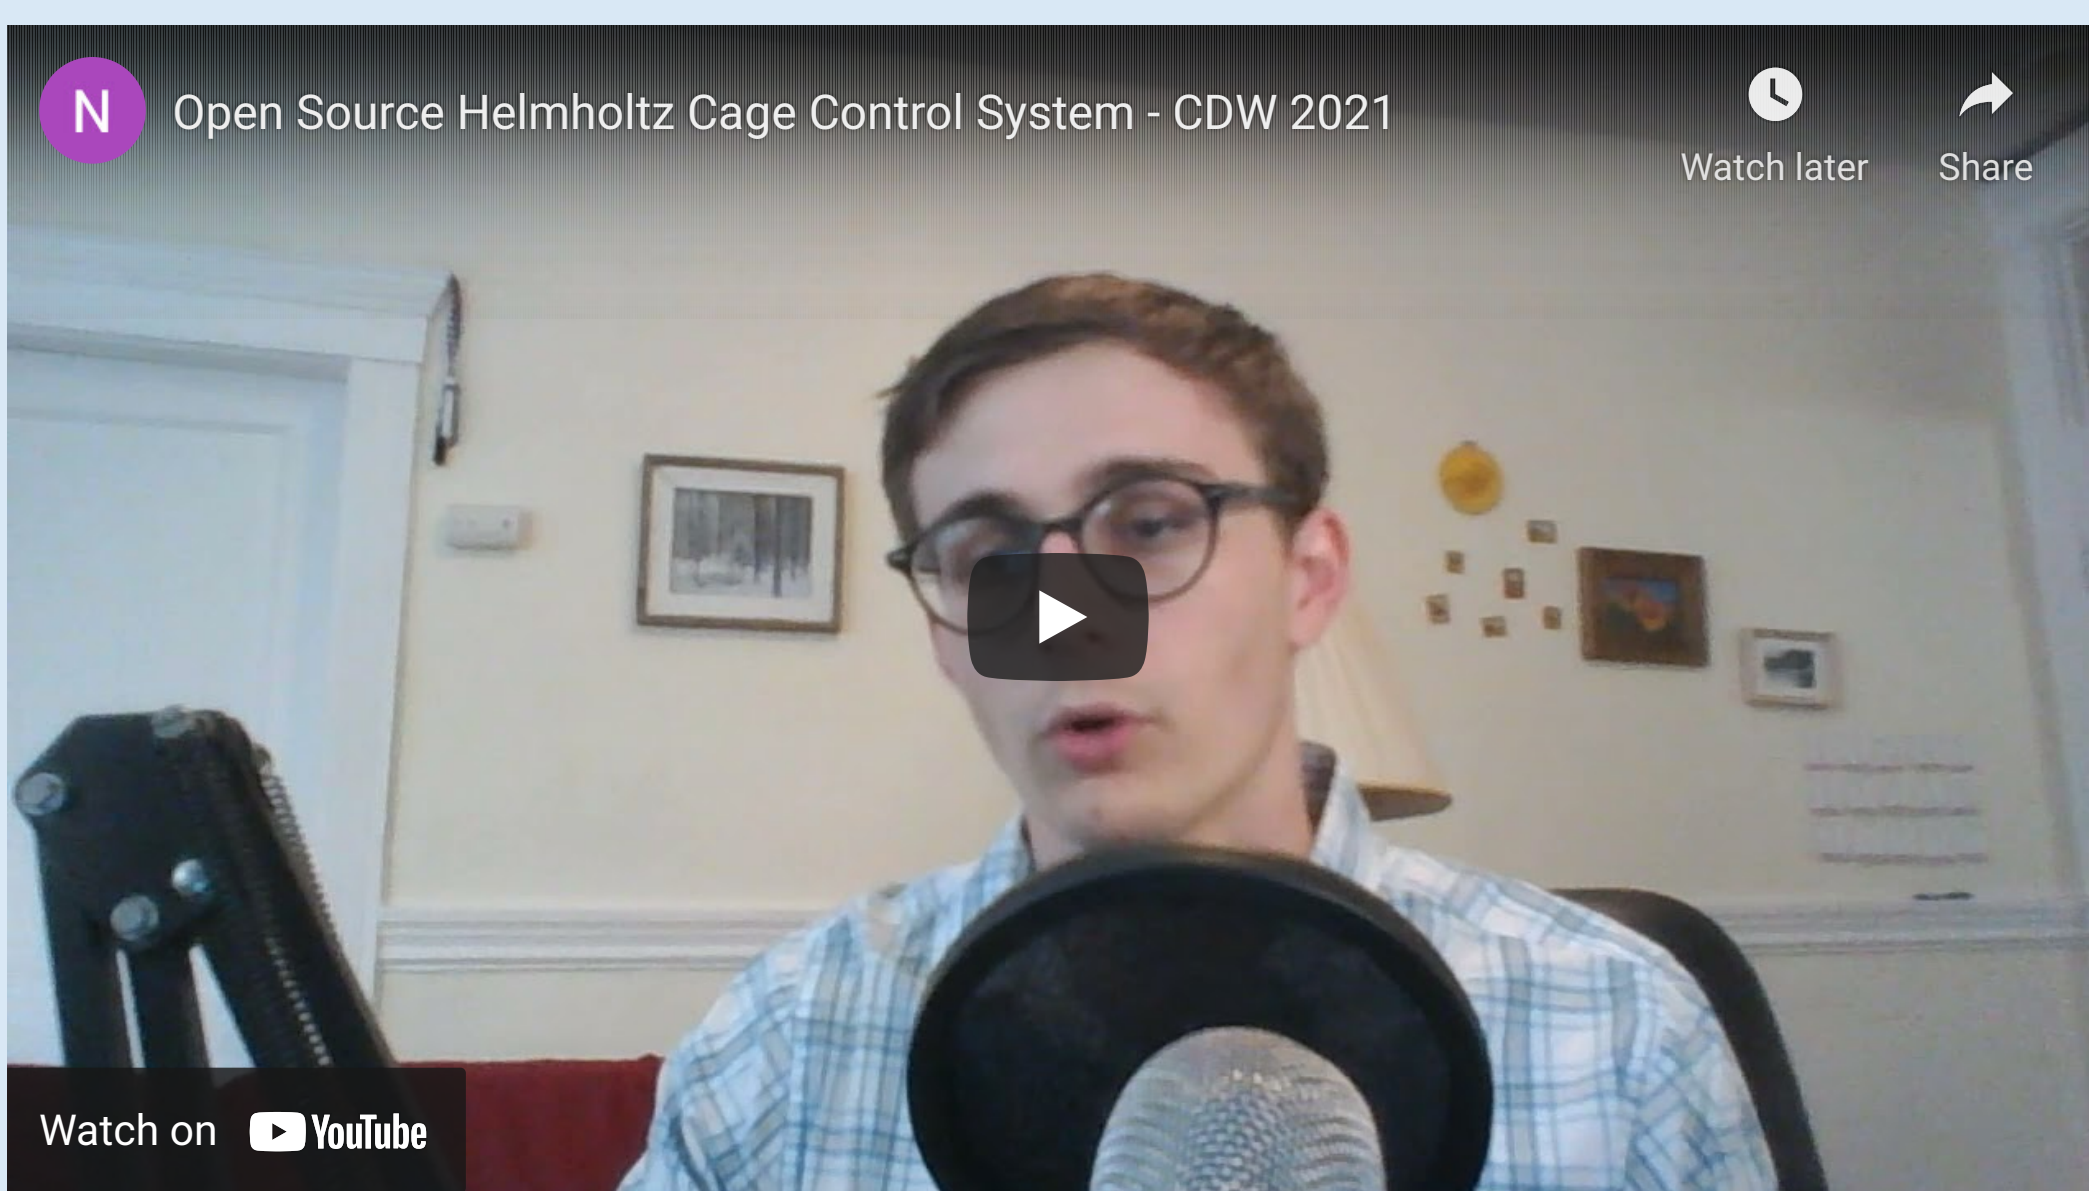 N
Open Source Helmholtz Cage Control System - CDW 2021
Watch later
Share
Watch on YouTube